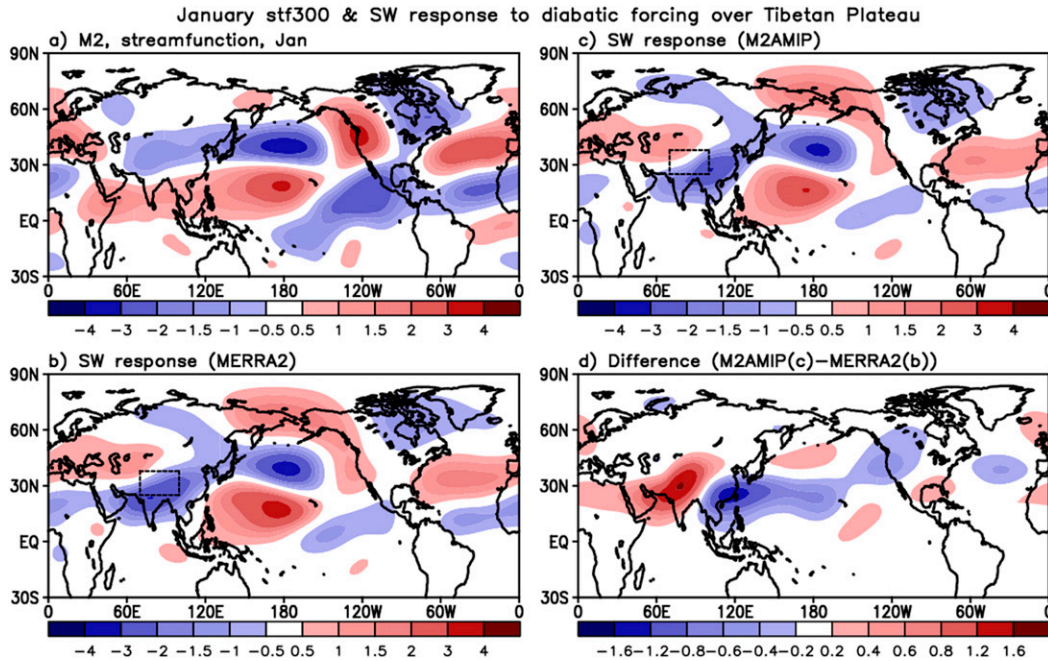 January stf300 & SW response to diabatic forcing over Tibetan Plateau
a) M2, streamfunction, Jan
90N
60N
30N
EQ
30S
0 60E 120E 180 120W 60W 0
−4 −3 −2 −1.5 −1 −0.5 0.5 1 1.5 2 3 4
c) SW response (M2AMIP)
90N
60N
30N
EQ
30S
0 60E 120E 180 120W 60W 0
−4 −3 −2 −1.5 −1 −0.5 0.5 1 1.5 2 3 4
b) SW response (MERRA2)
90N
60N
30N
EQ
30S
0 60E 120E 180 120W 60W 0
−4 −3 −2 −1.5 −1 −0.5 0.5 1 1.5 2 3 4
d) Difference (M2AMIP(c)−MERRA2(b))
90N
60N
30N
EQ
30S
0 60E 120E 180 120W 60W 0
−1.6 −1.2 −0.8 −0.6 −0.4 −0.2 0.2 0.4 0.6 0.8 1.2 1.6